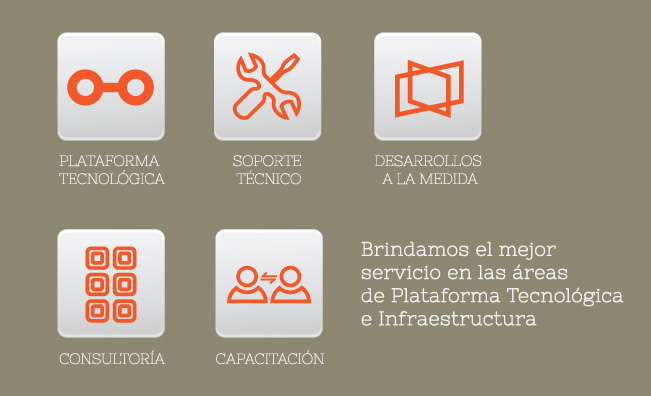 PLATAFORMA
TECNOLÓGICA
SOPORTE
TÉCNICO
DESARROLLOS
A LA MEDIDA
CONSULTORÍA
CAPACITACIÓN
Brindamos el mejor
servicio en las áreas
de Plataforma Tecnológica
e Infraestructura